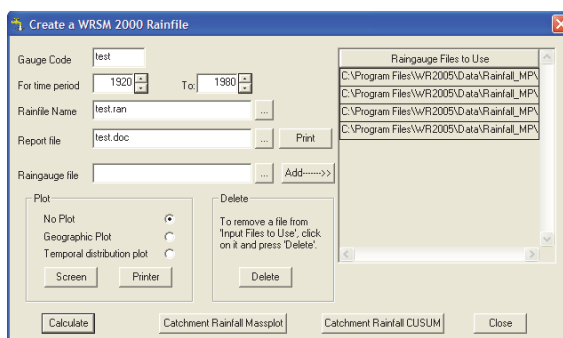 Create a WRSM 2000 Rainfile
Gauge Code test
For time period 1920 To: 1980
Rainfile Name test.ran ...
Report file test.doc ... Print
Raingauge file ... Add------>>
Raingauge Files to Use
C:\Program Files\WR2005\Data\Rainfall_MP\
C:\Program Files\WR2005\Data\Rainfall_MP\
C:\Program Files\WR2005\Data\Rainfall_MP\
C:\Program Files\WR2005\Data\Rainfall_MP\
Plot
No Plot
Geographic Plot
Temporal distribution plot
Screen Printer
Delete
To remove a file from
'Input Files to Use', click
on it and press 'Delete'.
Delete
Calculate Catchment Rainfall Massplot Catchment Rainfall CUSUM Close